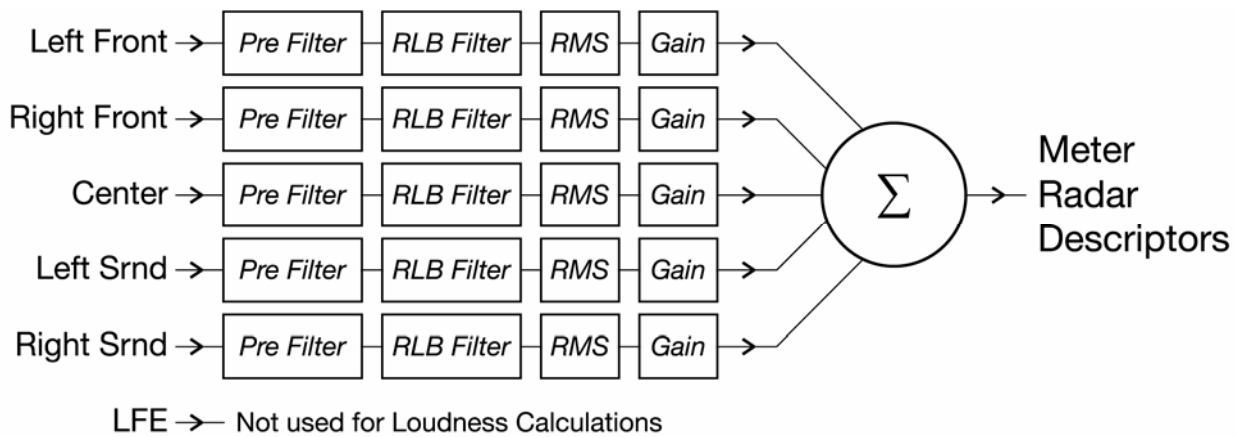 Left Front Pre Filter RLB Filter RMS Gain
Right Front Pre Filter RLB Filter RMS Gain
Center Pre Filter RLB Filter RMS Gain
Left Srnd Pre Filter RLB Filter RMS Gain
Right Srnd Pre Filter RLB Filter RMS Gain
LFE Not used for Loudness Calculations
Σ
Meter
Radar
Descriptors